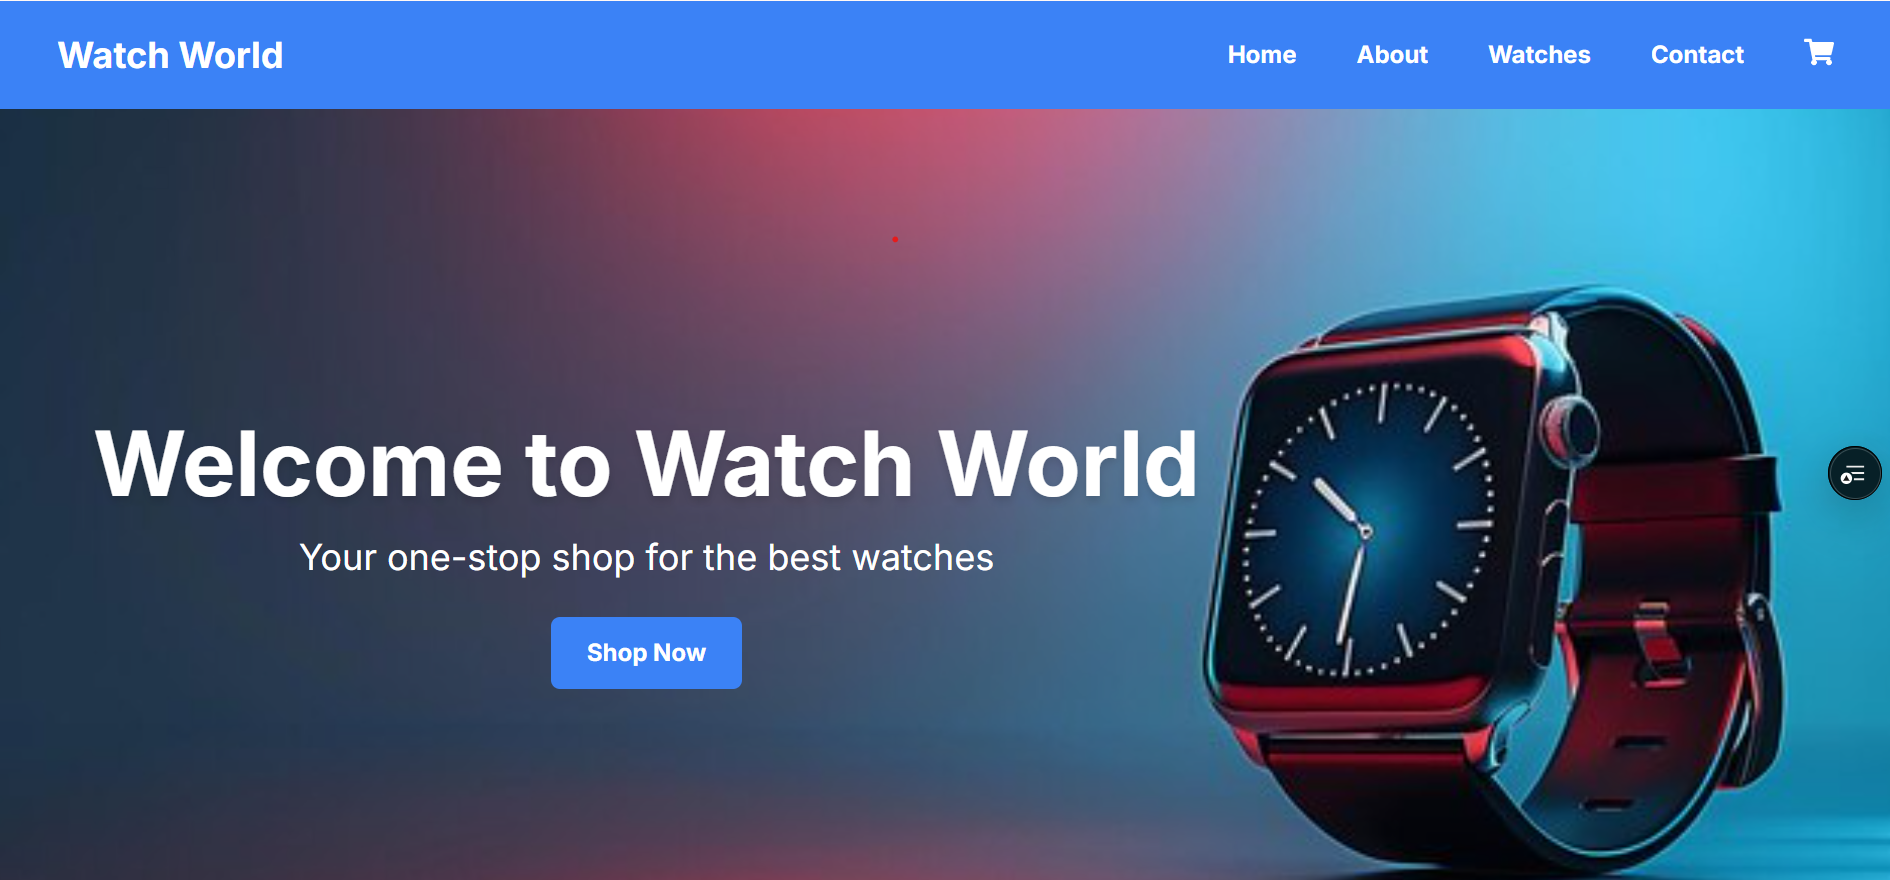 Watch World
Home About Watches Contact
Welcome to Watch World
Your one-stop shop for the best watches
Shop Now